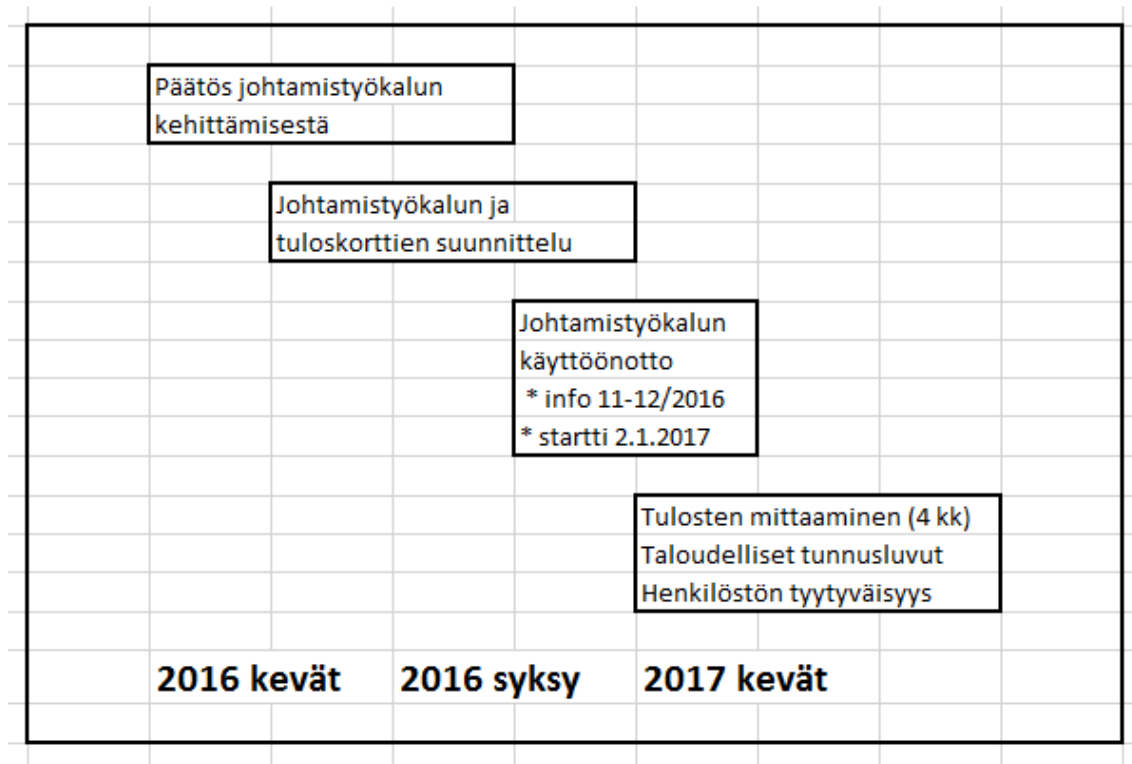 Päätös johtamistyökalun
kehittämisestä
Johtamistyökalun ja
tuloskorttien suunnittelu
Johtamistyökalun
käyttöönotto
* info 11-12/2016
* startti 2.1.2017
Tulosten mittaaminen (4 kk)
Taloudelliset tunnusluvut
Henkilöstön tyytyväisyys
2016 kevät 2016 syksy 2017 kevät